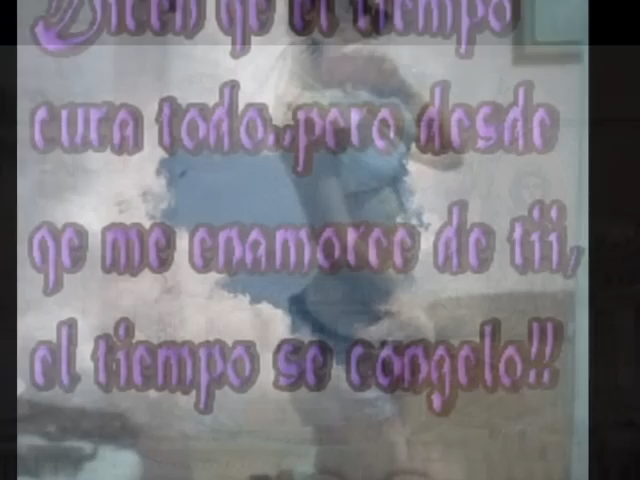 Dicen qe el tiempo
cura todo..pero desde
qe me enamoree de tii,
el tiempo se congelo!!